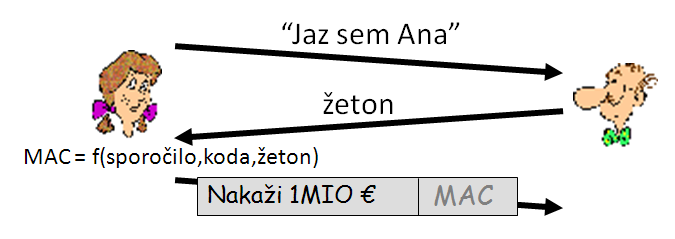 “Jaz sem Ana”
žeton
MAC = f(sporočilo,koda,žeton)
Nakaži 1MIO € MAC